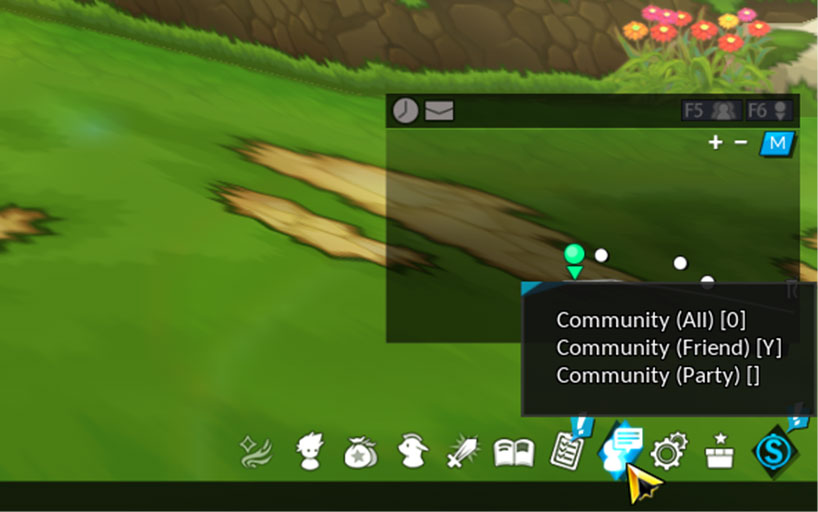 F5
F6
+ −
M
Community (All) [0]
Community (Friend) [Y]
Community (Party) []
S